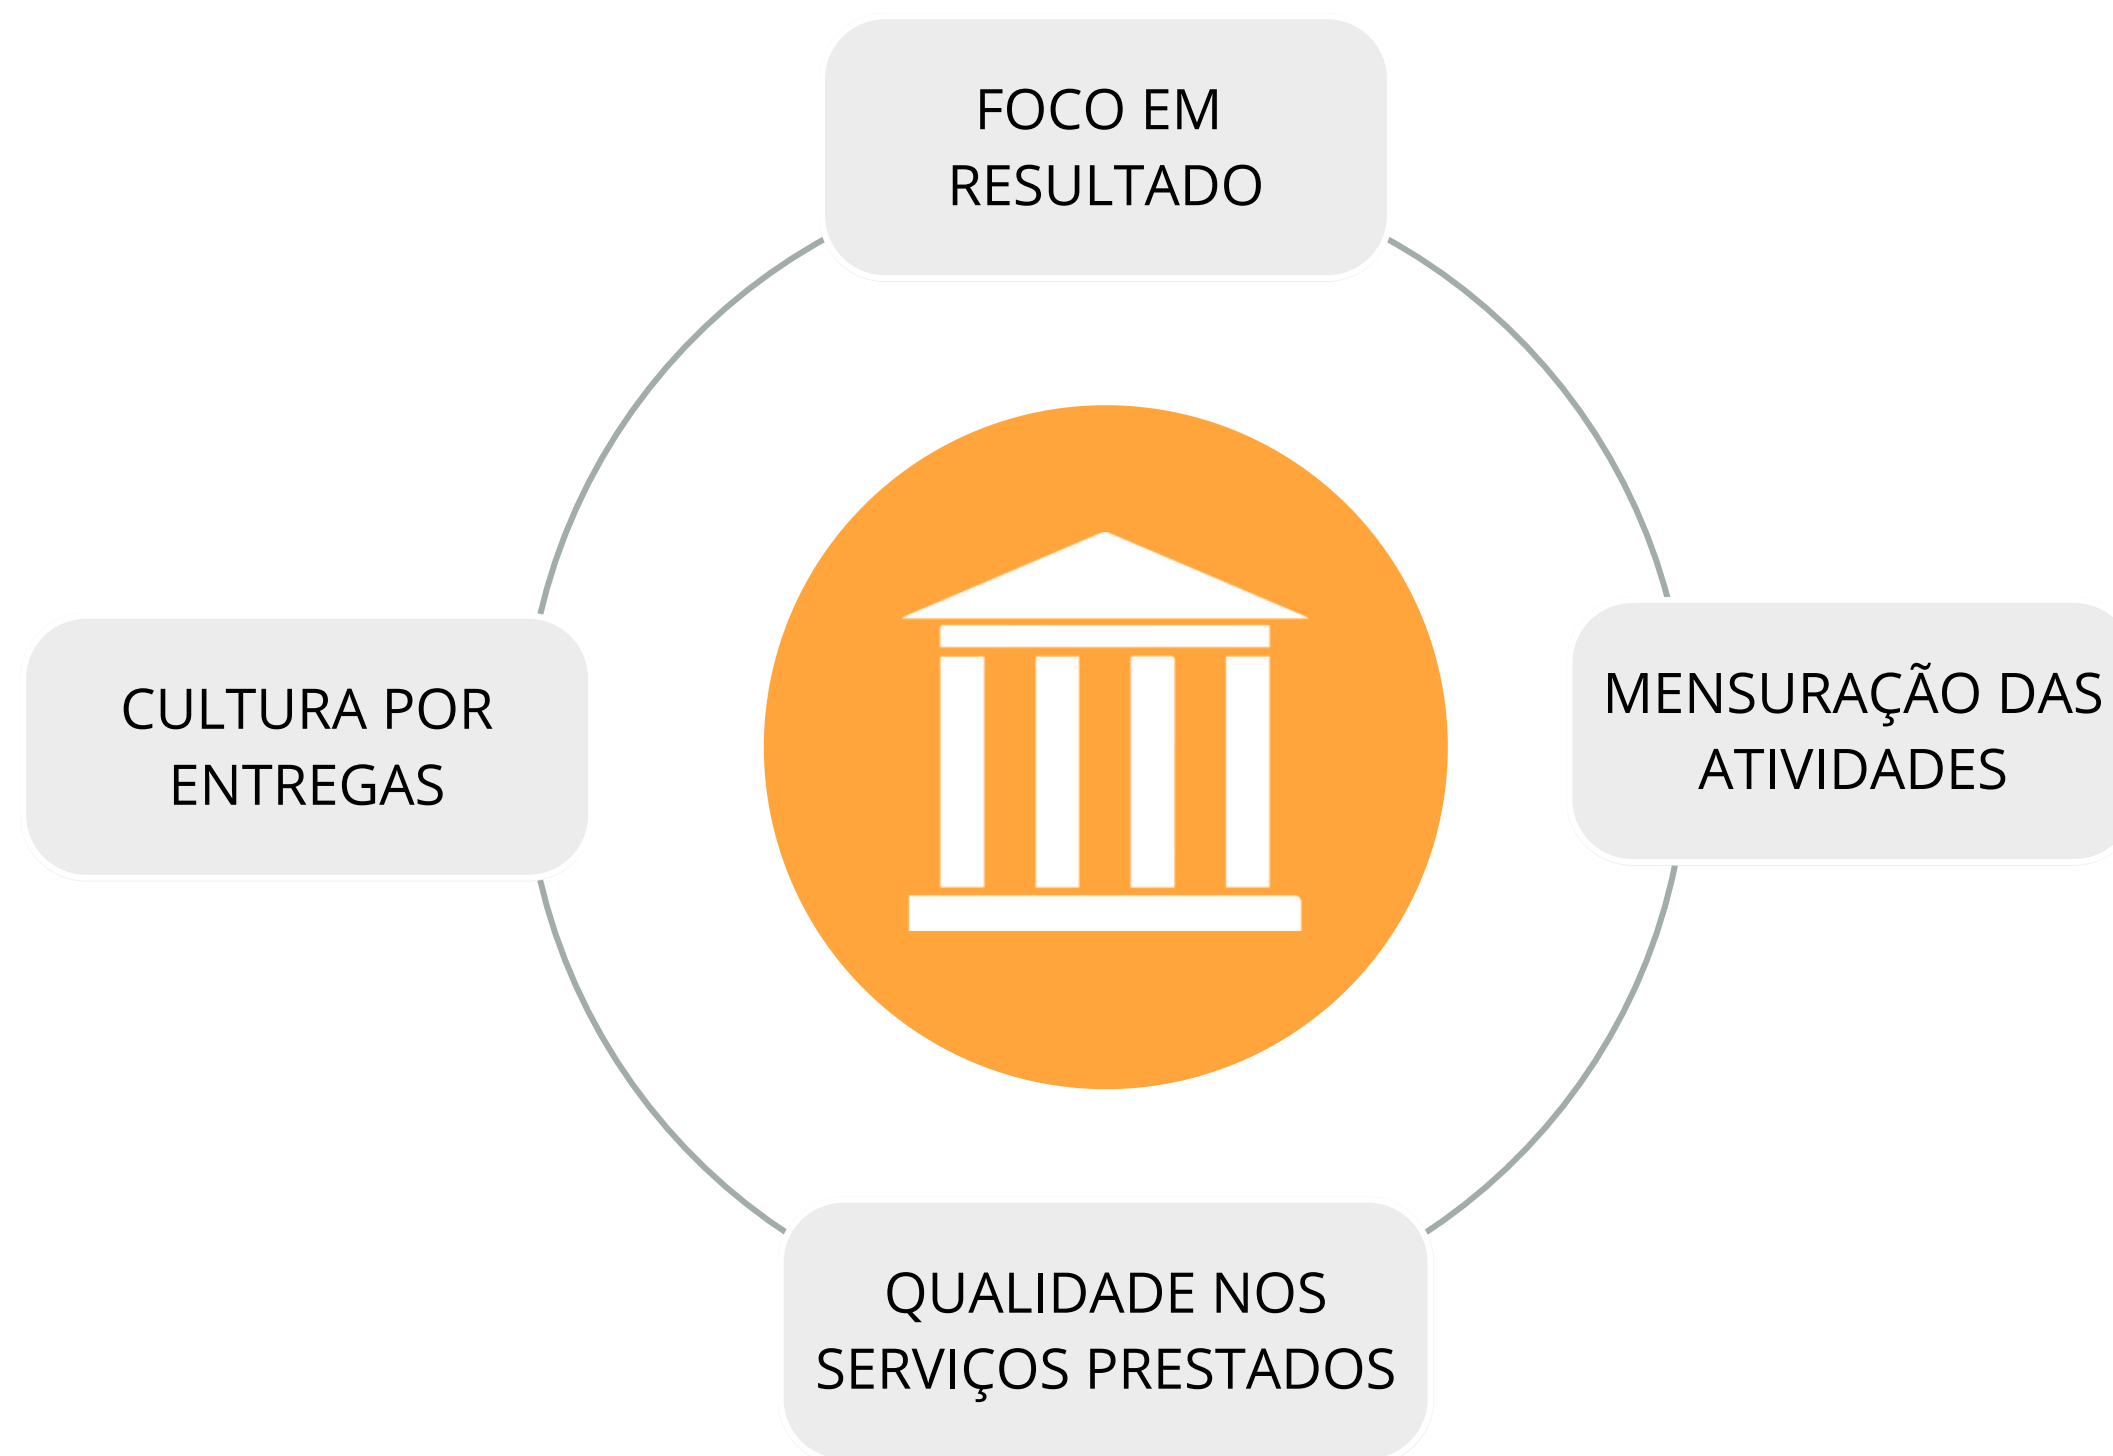 FOCO EM
RESULTADO
CULTURA POR
ENTREGAS
MENSURAÇÃO DAS
ATIVIDADES
QUALIDADE NOS
SERVIÇOS PRESTADOS